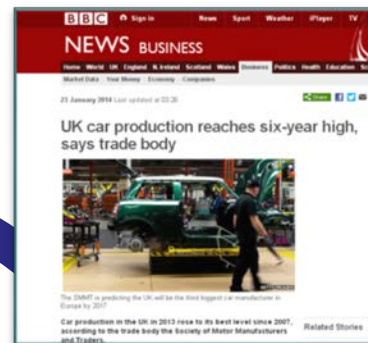 BBC Sign in News Sport Weather iPlayer TV
NEWS BUSINESS
Home World UK England N. Ireland Scotland Wales Business Politics Health Education
Market Data Your Money Economy Companies
23 January 2014 Last updated at 03:26
Share
UK car production reaches six-year high,
says trade body
The SMMT is predicting the UK will be the third biggest car manufacturer in
Europe by 2017
Car production in the UK in 2013 rose to its best level since 2007,
according to the trade body the Society of Motor Manufacturers
and Traders.
Related Stories